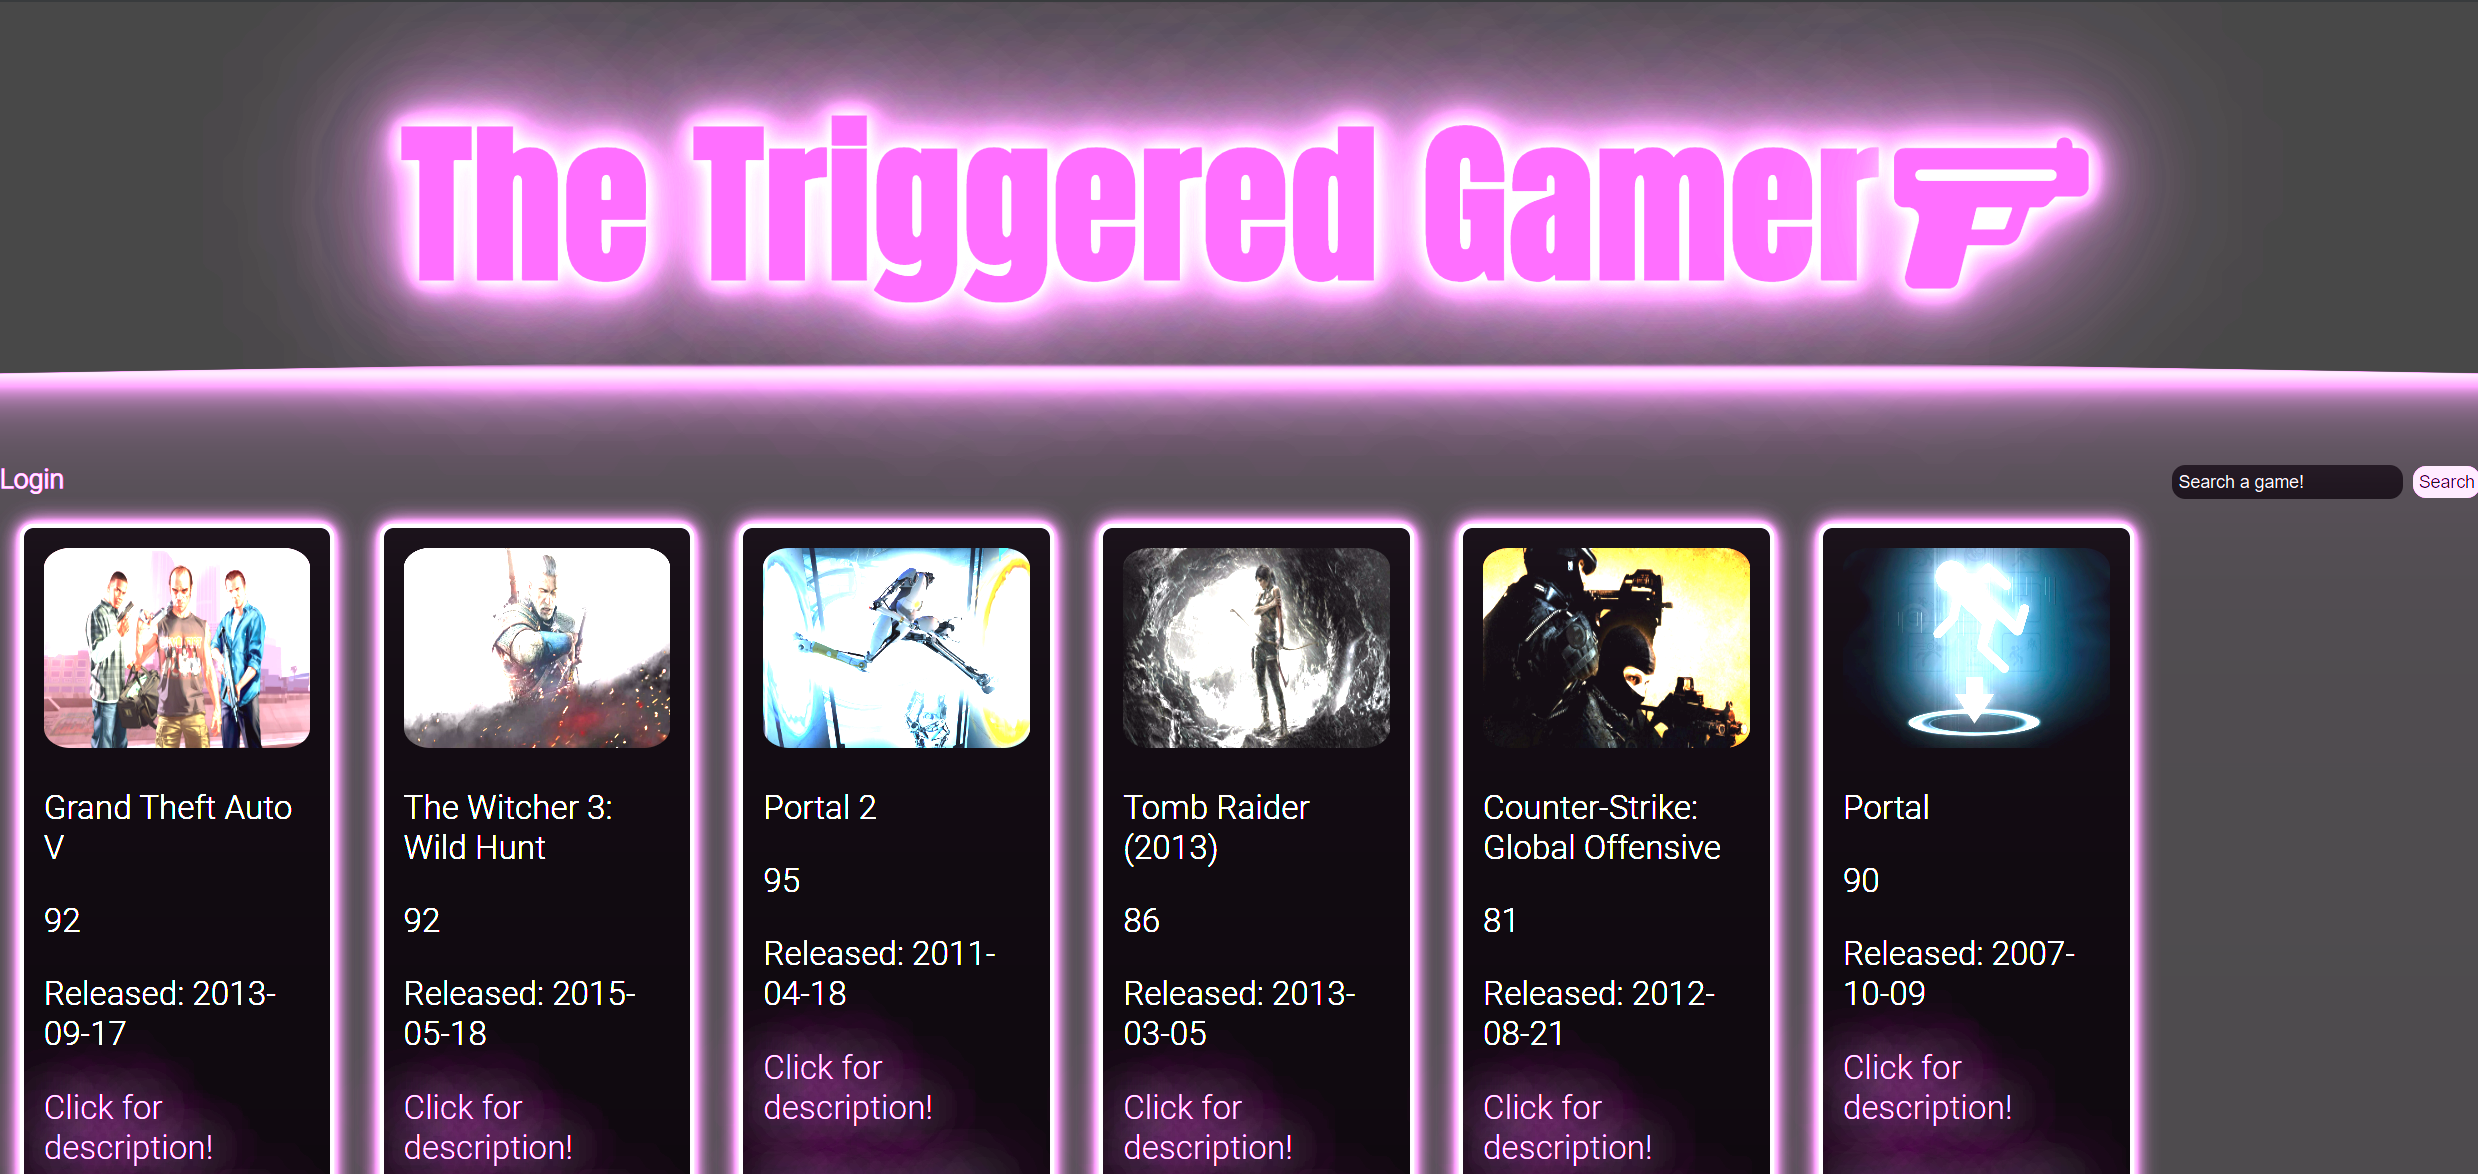 The Triggered Gamer
Login
Search a game!
Search
Grand Theft Auto
V
92
Released: 2013-
09-17
Click for
description!
The Witcher 3:
Wild Hunt
92
Released: 2015-
05-18
Click for
description!
Portal 2
95
Released: 2011-
04-18
Click for
description!
Tomb Raider
(2013)
86
Released: 2013-
03-05
Click for
description!
Counter-Strike:
Global Offensive
81
Released: 2012-
08-21
Click for
description!
Portal
90
Released: 2007-
10-09
Click for
description!